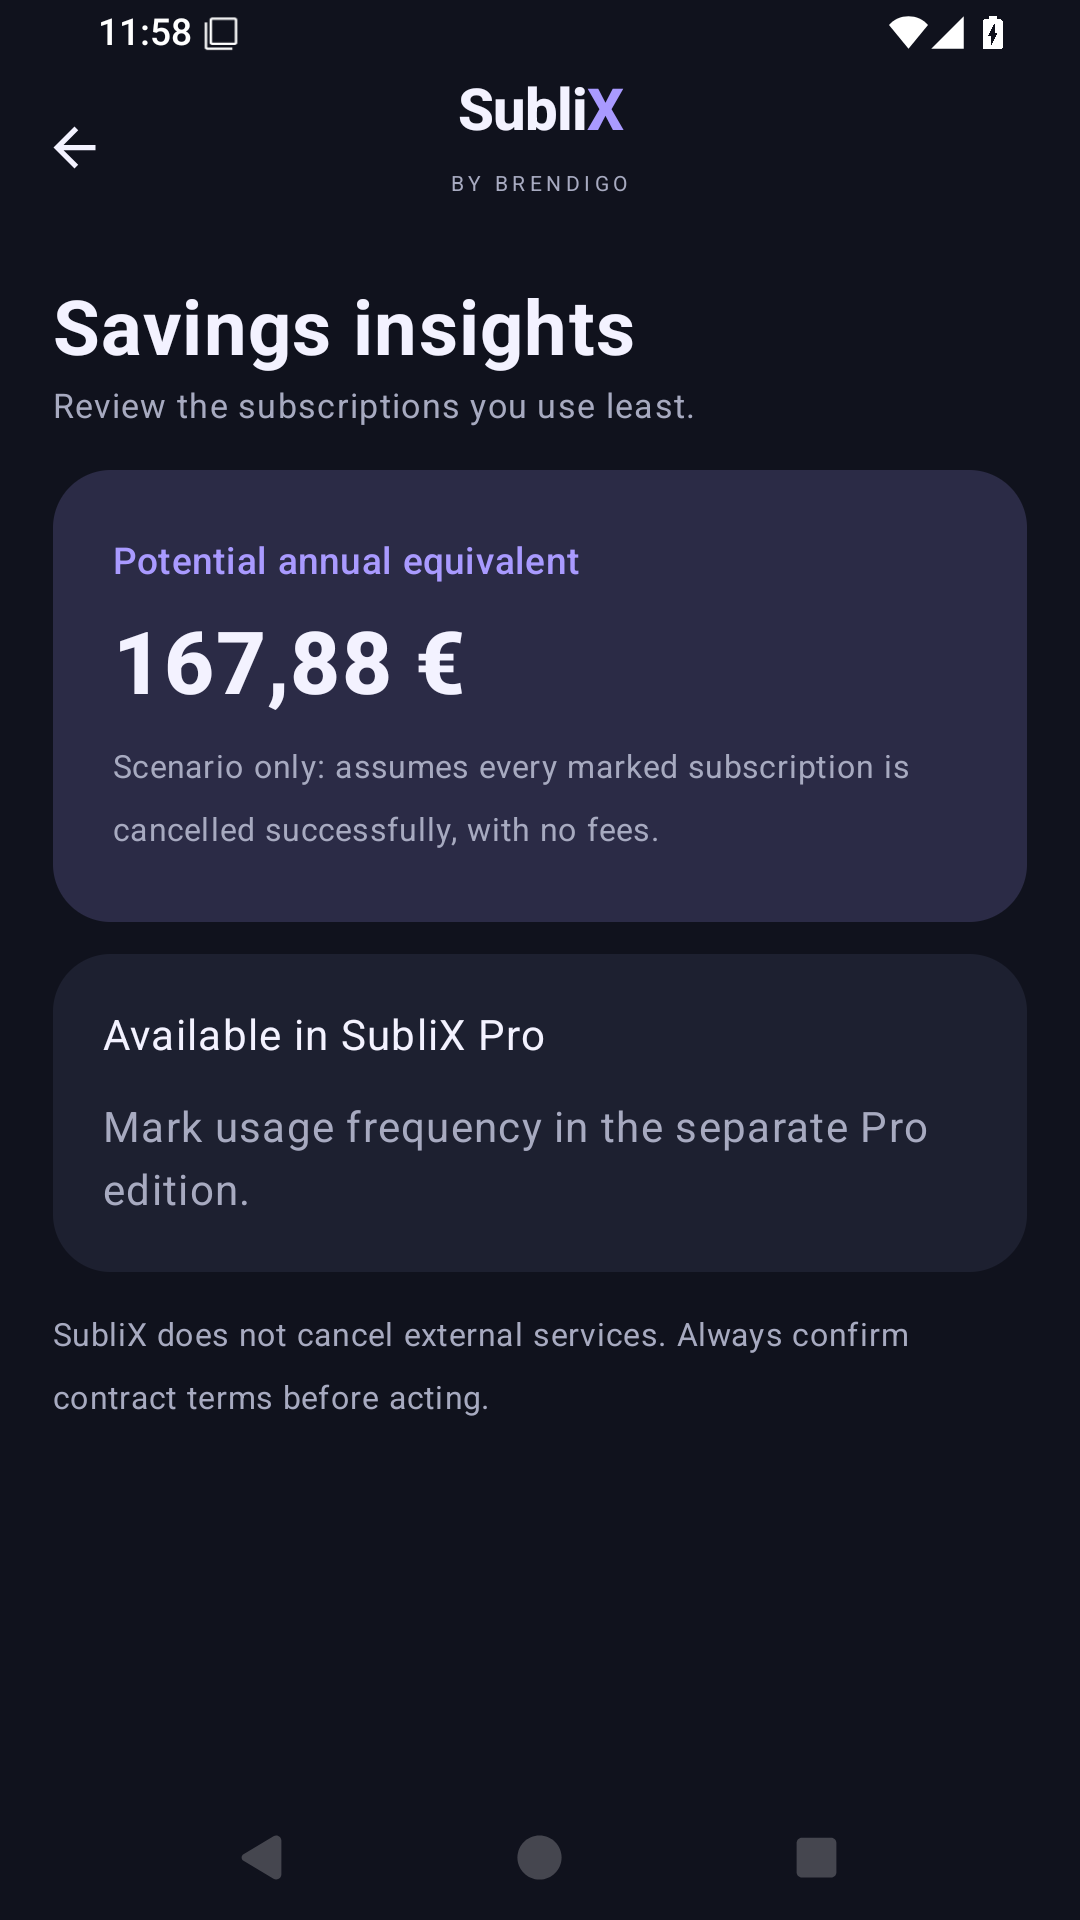 11:58
SubliX
BY BRENDIGO
Savings insights
Review the subscriptions you use least.
Potential annual equivalent
167,88 €
Scenario only: assumes every marked subscription is
cancelled successfully, with no fees.
Available in SubliX Pro
Mark usage frequency in the separate Pro
edition.
SubliX does not cancel external services. Always confirm
contract terms before acting.